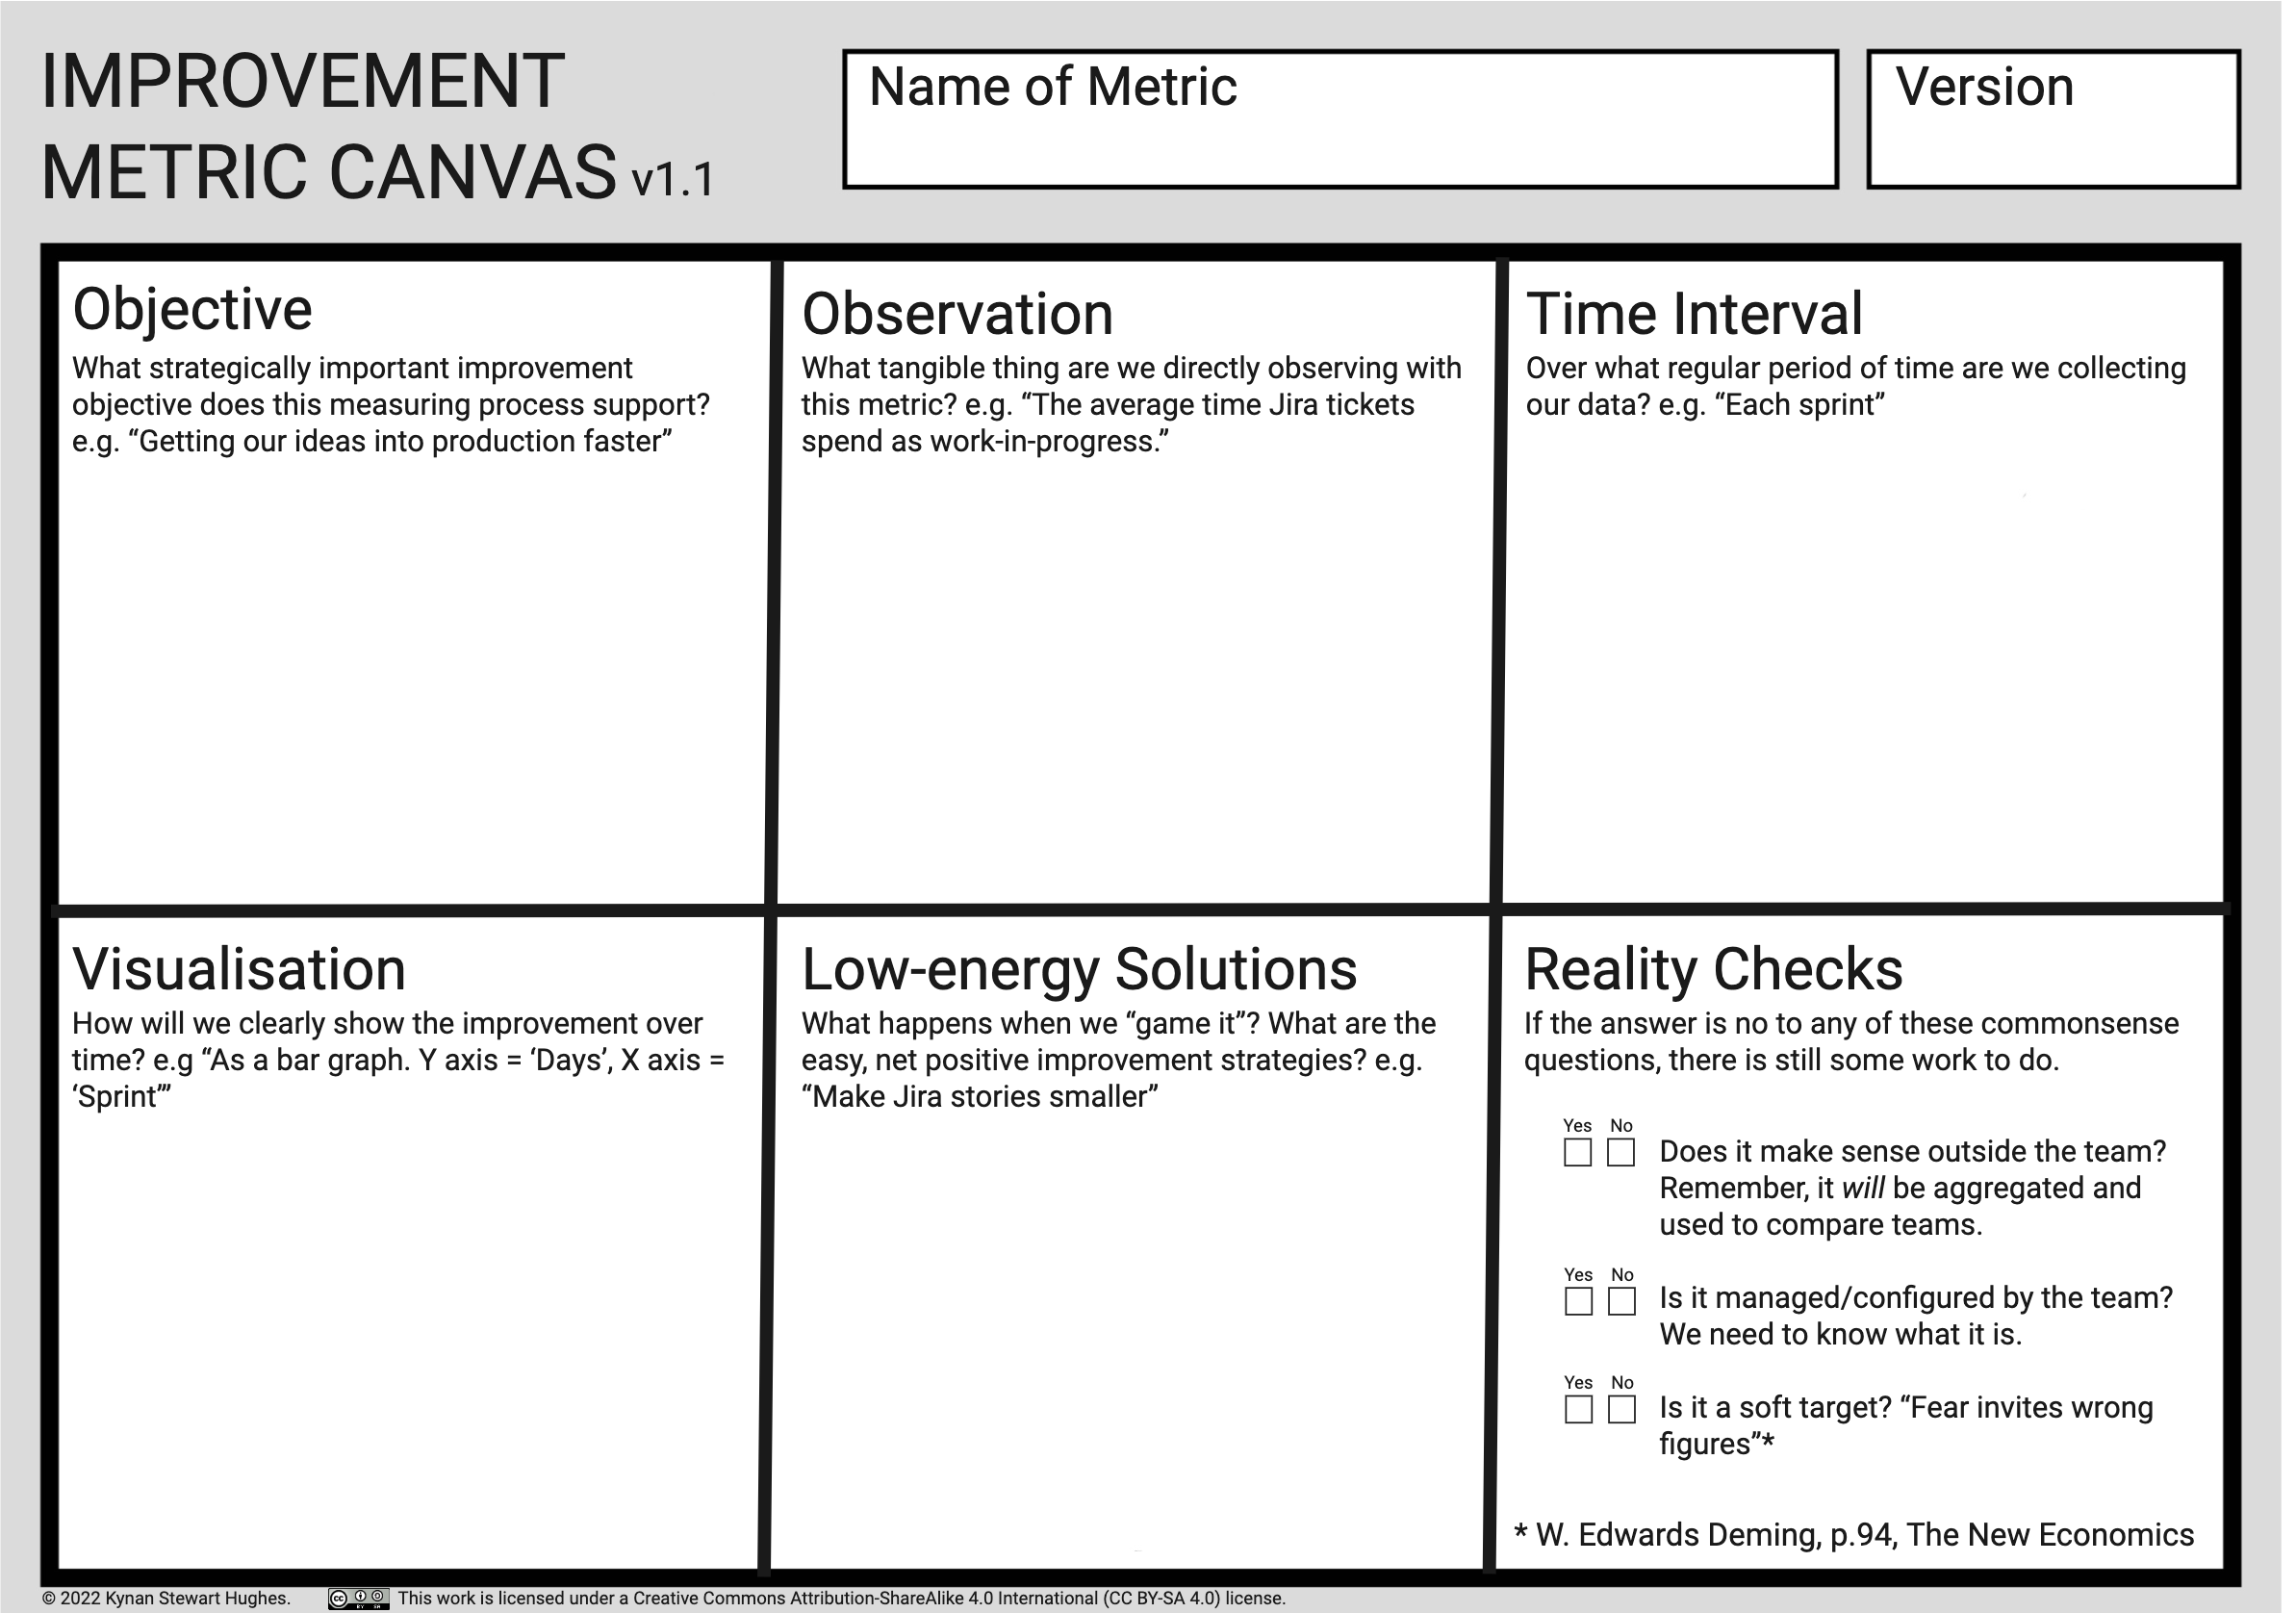 IMPROVEMENT
METRIC CANVAS v1.1
Name of Metric
Version
Objective
What strategically important improvement
objective does this measuring process support?
e.g. “Getting our ideas into production faster”
Observation
What tangible thing are we directly observing with
this metric? e.g. “The average time Jira tickets
spend as work-in-progress.”
Time Interval
Over what regular period of time are we collecting
our data? e.g. “Each sprint”
Visualisation
How will we clearly show the improvement over
time? e.g “As a bar graph. Y axis = ‘Days’, X axis =
‘Sprint’”
Low-energy Solutions
What happens when we “game it”? What are the
easy, net positive improvement strategies? e.g.
“Make Jira stories smaller”
Reality Checks
If the answer is no to any of these commonsense
questions, there is still some work to do.
Yes No
Does it make sense outside the team?
Remember, it will be aggregated and
used to compare teams.
Yes No
Is it managed/configured by the team?
We need to know what it is.
Yes No
Is it a soft target? “Fear invites wrong
figures”*
* W. Edwards Deming, p.94, The New Economics
© 2022 Kynan Stewart Hughes. cc BY SA This work is licensed under a Creative Commons Attribution-ShareAlike 4.0 International (CC BY-SA 4.0) license.